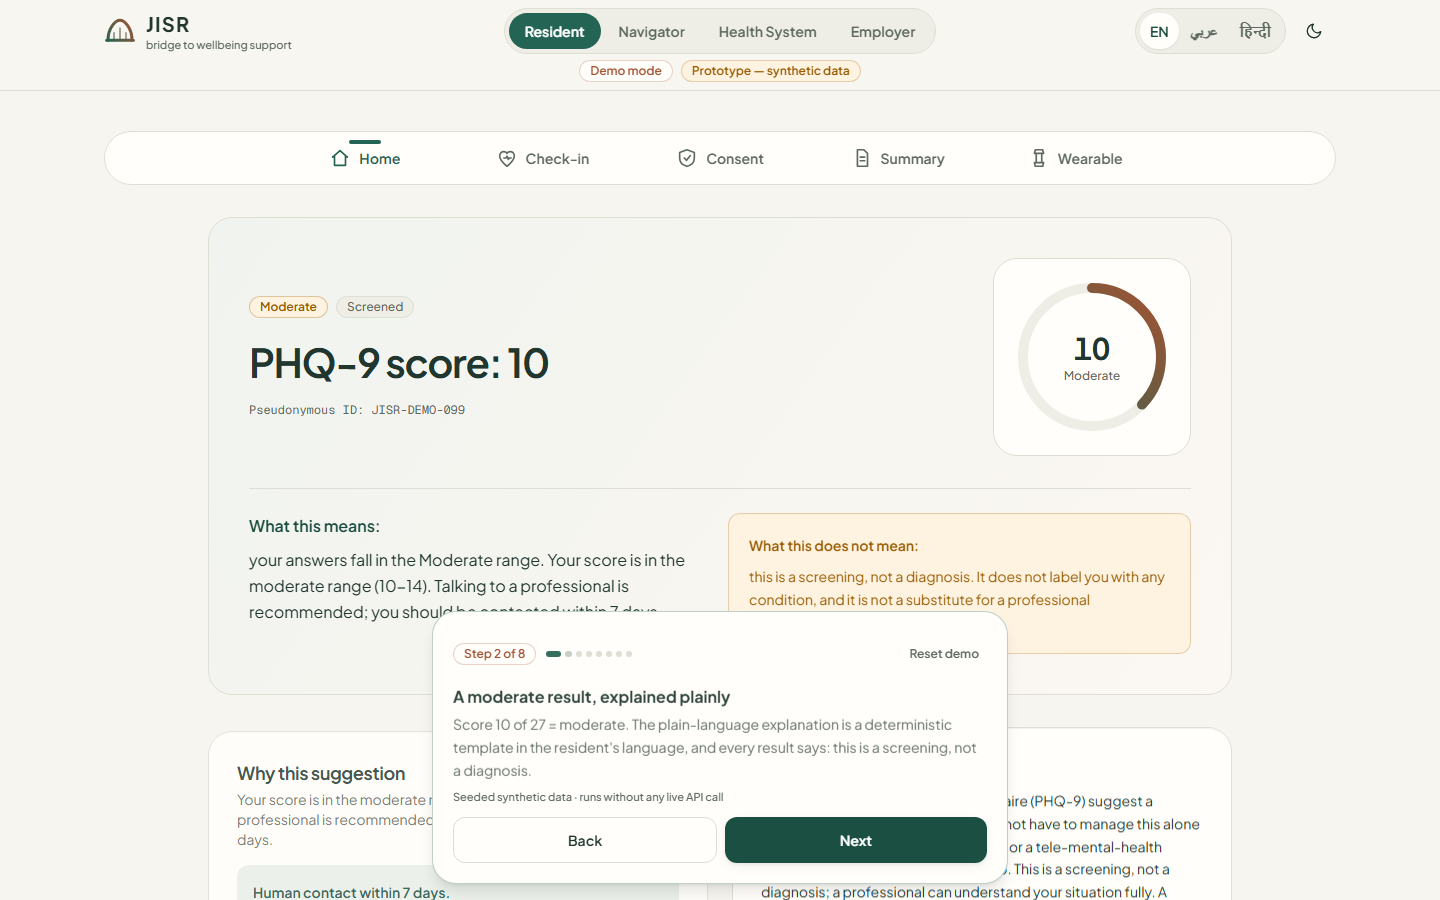 JISR
bridge to wellbeing support
Resident
Navigator
Health System
Employer
EN
عربي
हिन्दी
Demo mode
Prototype — synthetic data
Home
Check-in
Consent
Summary
Wearable
Moderate
Screened
PHQ-9 score: 10
Pseudonymous ID: JISR-DEMO-099
10
Moderate
What this means:
your answers fall in the Moderate range. Your score is in the
moderate range (10–14). Talking to a professional is
recommended; you should be contacted within 7 days.
What this does not mean:
this is a screening, not a diagnosis. It does not label you with any
condition, and it is not a substitute for a professional
Step 2 of 8
Reset demo
A moderate result, explained plainly
Score 10 of 27 = moderate. The plain-language explanation is a deterministic
template in the resident's language, and every result says: this is a screening, not
a diagnosis.
Seeded synthetic data · runs without any live API call
Back
Next
Why this suggestion
Your score is in the moderate
professional is recommended
days.
Human contact within 7 days.
(PHQ-9) suggest a
not have to manage this alone
or a tele-mental-health
This is a screening, not a
diagnosis; a professional can understand your situation fully. A